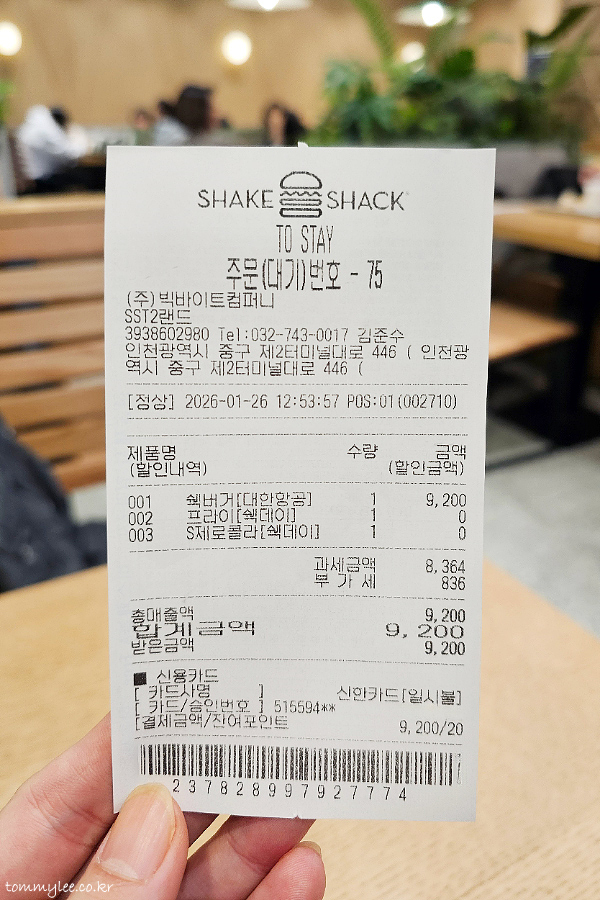 SHAKE SHACK
TO STAY
주문(대기)번호 - 75
(주)빅바이트컴퍼니
SST2랜드
3938602980 Tel:032-743-0017 김준수
인천광역시 중구 제2터미널대로 446 ( 인천광
역시 중구 제2터미널대로 446 (
[정상] 2026-01-26 12:53:57 POS:01(002710)
제품명 수량 금액
(할인내역) (할인금액)
001 쉑버거[대한항공] 1 9,200
002 프라이[쉑데이] 1 0
003 S제로콜라[쉑데이] 1 0
과세금액 8,364
부 가 세 836
총매출액 9,200
합계금액 9,200
받은금액 9,200
■ 신용카드
[ 카드사명 ] 신한카드[일시불]
[ 카드/승인번호 ] 515594**
[결제금액/잔여포인트 9,200/20
237828997927774
tommylee.co.kr